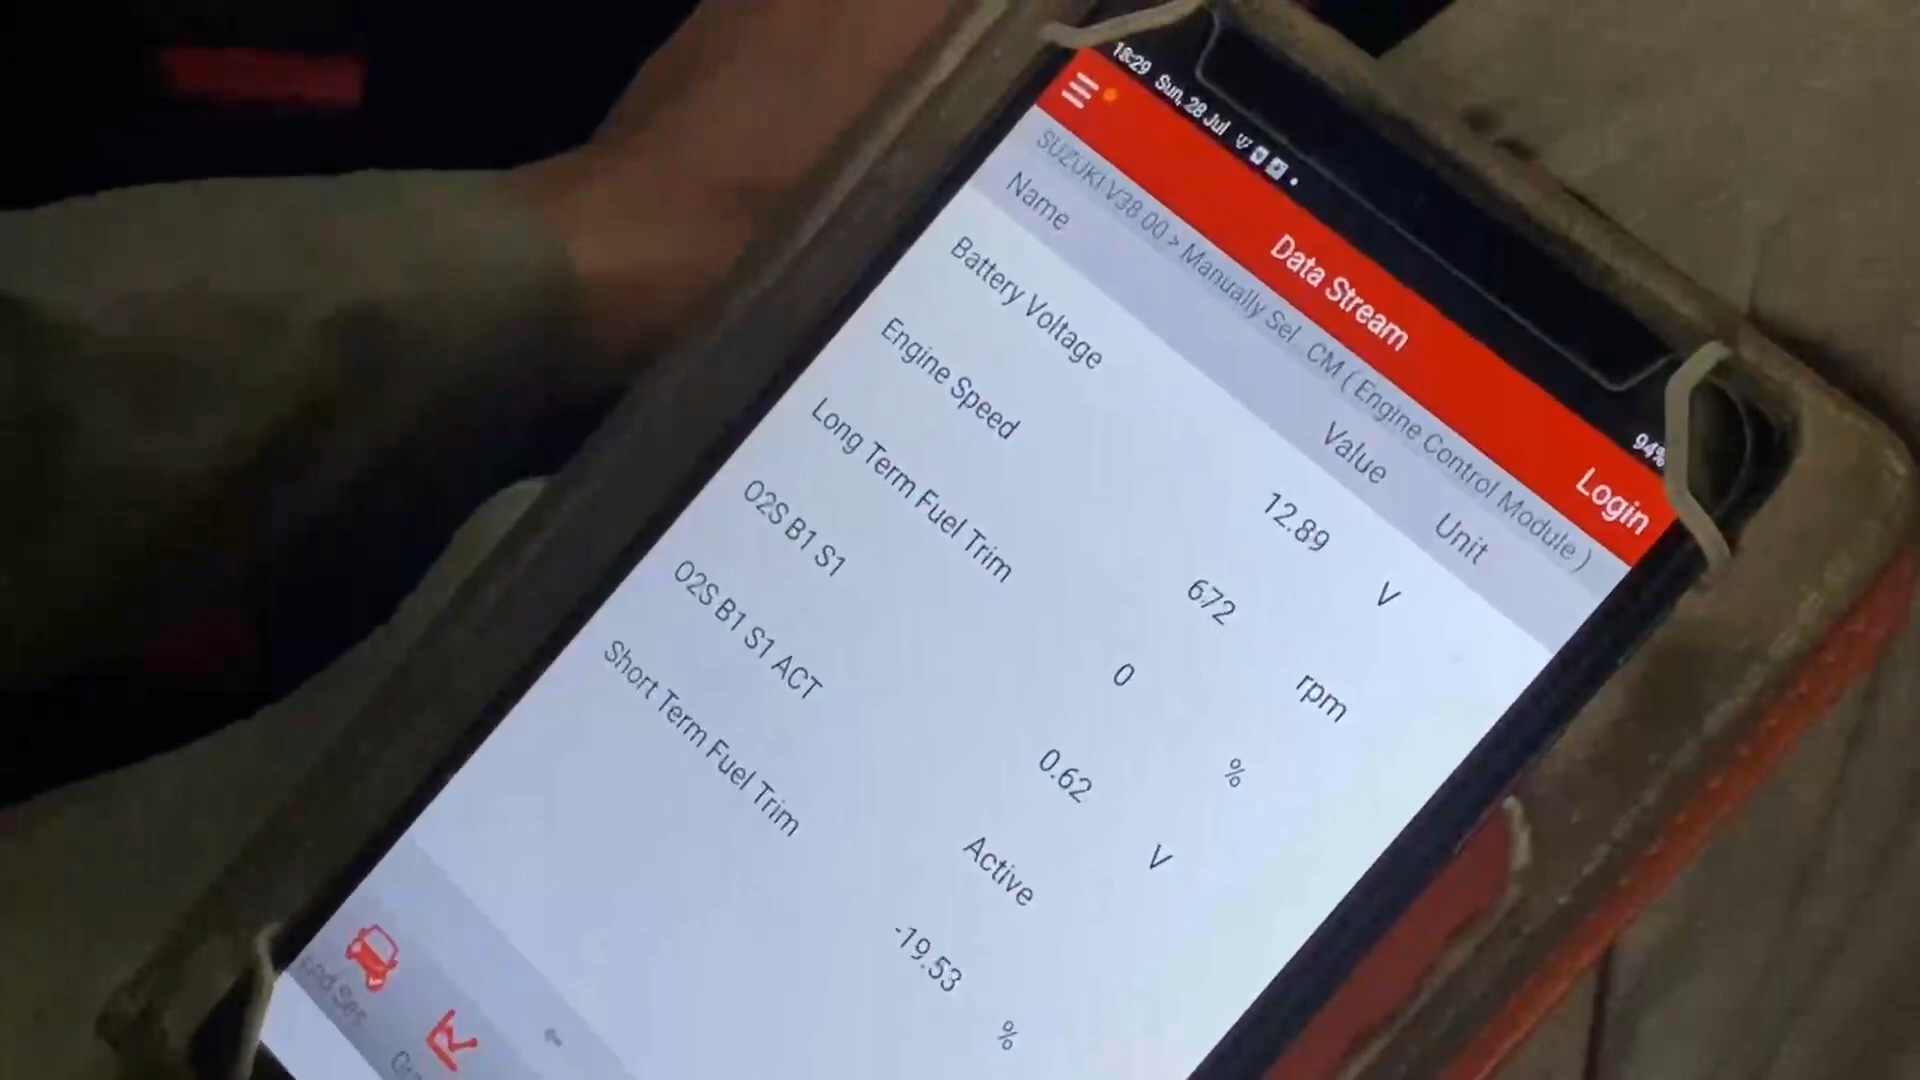 18:29 Sun, 28 Jul
94%
Data Stream
Login
SUZUKI V38.00 > Manually Sel CM ( Engine Control Module )
Name Value Unit
Battery Voltage 12.89 V
Engine Speed 672 rpm
Long Term Fuel Trim 0 %
O2S B1 S1 0.62 V
O2S B1 S1 ACT Active
Short Term Fuel Trim -19.53 %